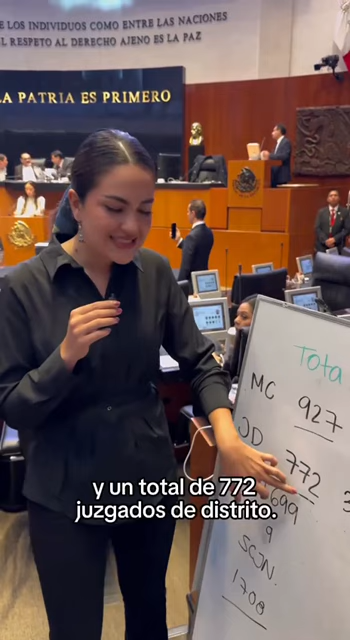 LOS INDIVIDUOS COMO ENTRE LAS NACIONES
EL RESPETO AL DERECHO AJENO ES LA PAZ
LA PATRIA ES PRIMERO
Tota
MC 927
JD 772
699
9
SCJN.
1708
y un total de 772
juzgados de distrito.